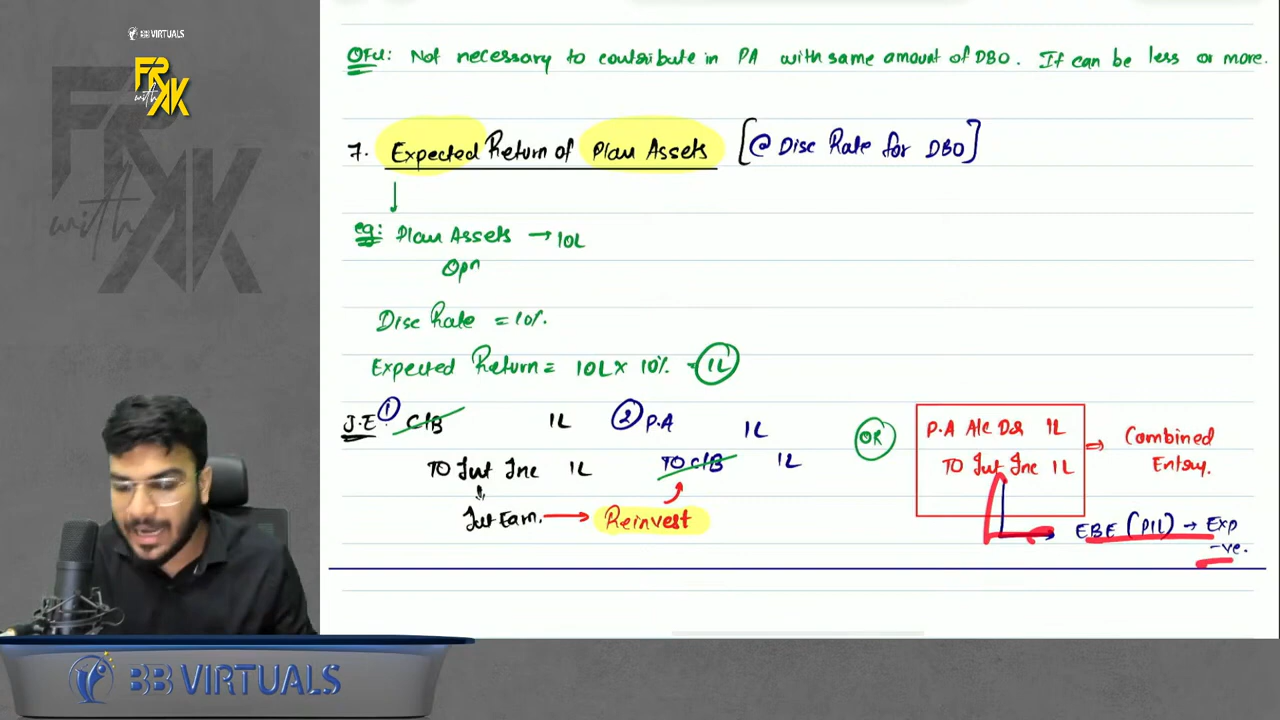 BB VIRTUALS
FR
with
AK
FR
with
AK
OFu: Not necessary to contribute in PA with same amount of DBO. It can be less or more.
7. Expected Return of Plan Assets [@ Disc Rate for DBO]
eg: Plan Assets → 10L
Opn
Disc Rate = 10%.
Expected Return = 10L x 10% = 1L
J.E: 1 C/B 1L 2 P.A 1L
To Int Inc 1L To C/B 1L
Int Earn. → Reinvest
OR
P.A A/c Dr 1L
To Int Inc 1L
⇒ Combined
Entry.
EBE (P/L) → Exp
-ve.
BB VIRTUALS